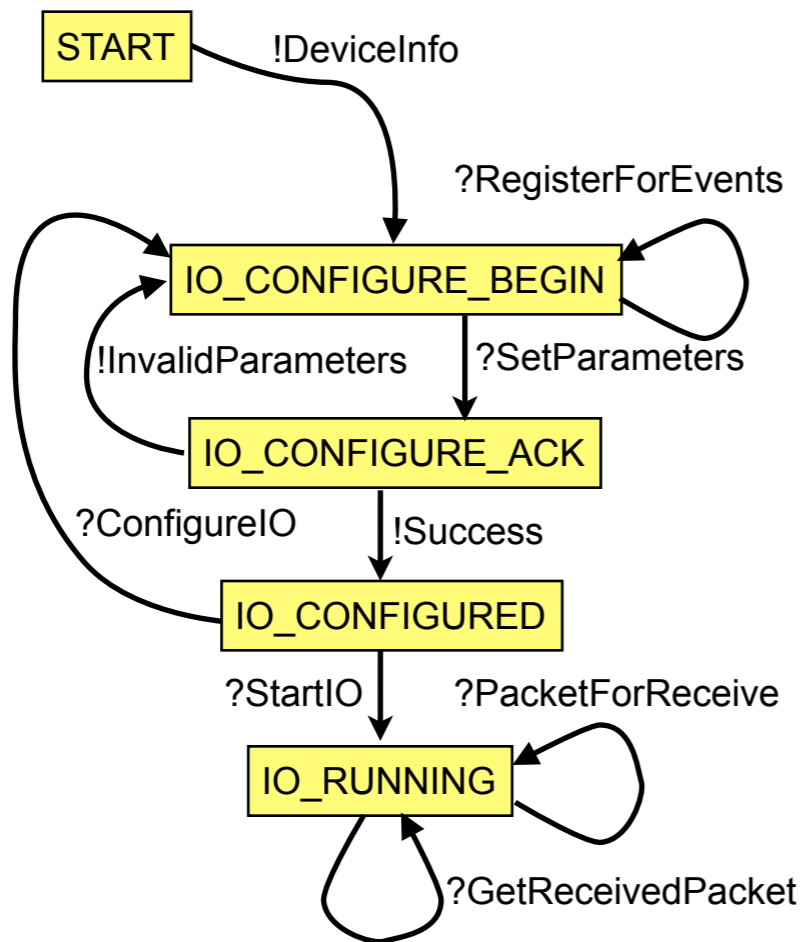 START
!DeviceInfo
?RegisterForEvents
IO_CONFIGURE_BEGIN
!InvalidParameters
?SetParameters
IO_CONFIGURE_ACK
?ConfigureIO
!Success
IO_CONFIGURED
?StartIO
?PacketForReceive
IO_RUNNING
?GetReceivedPacket